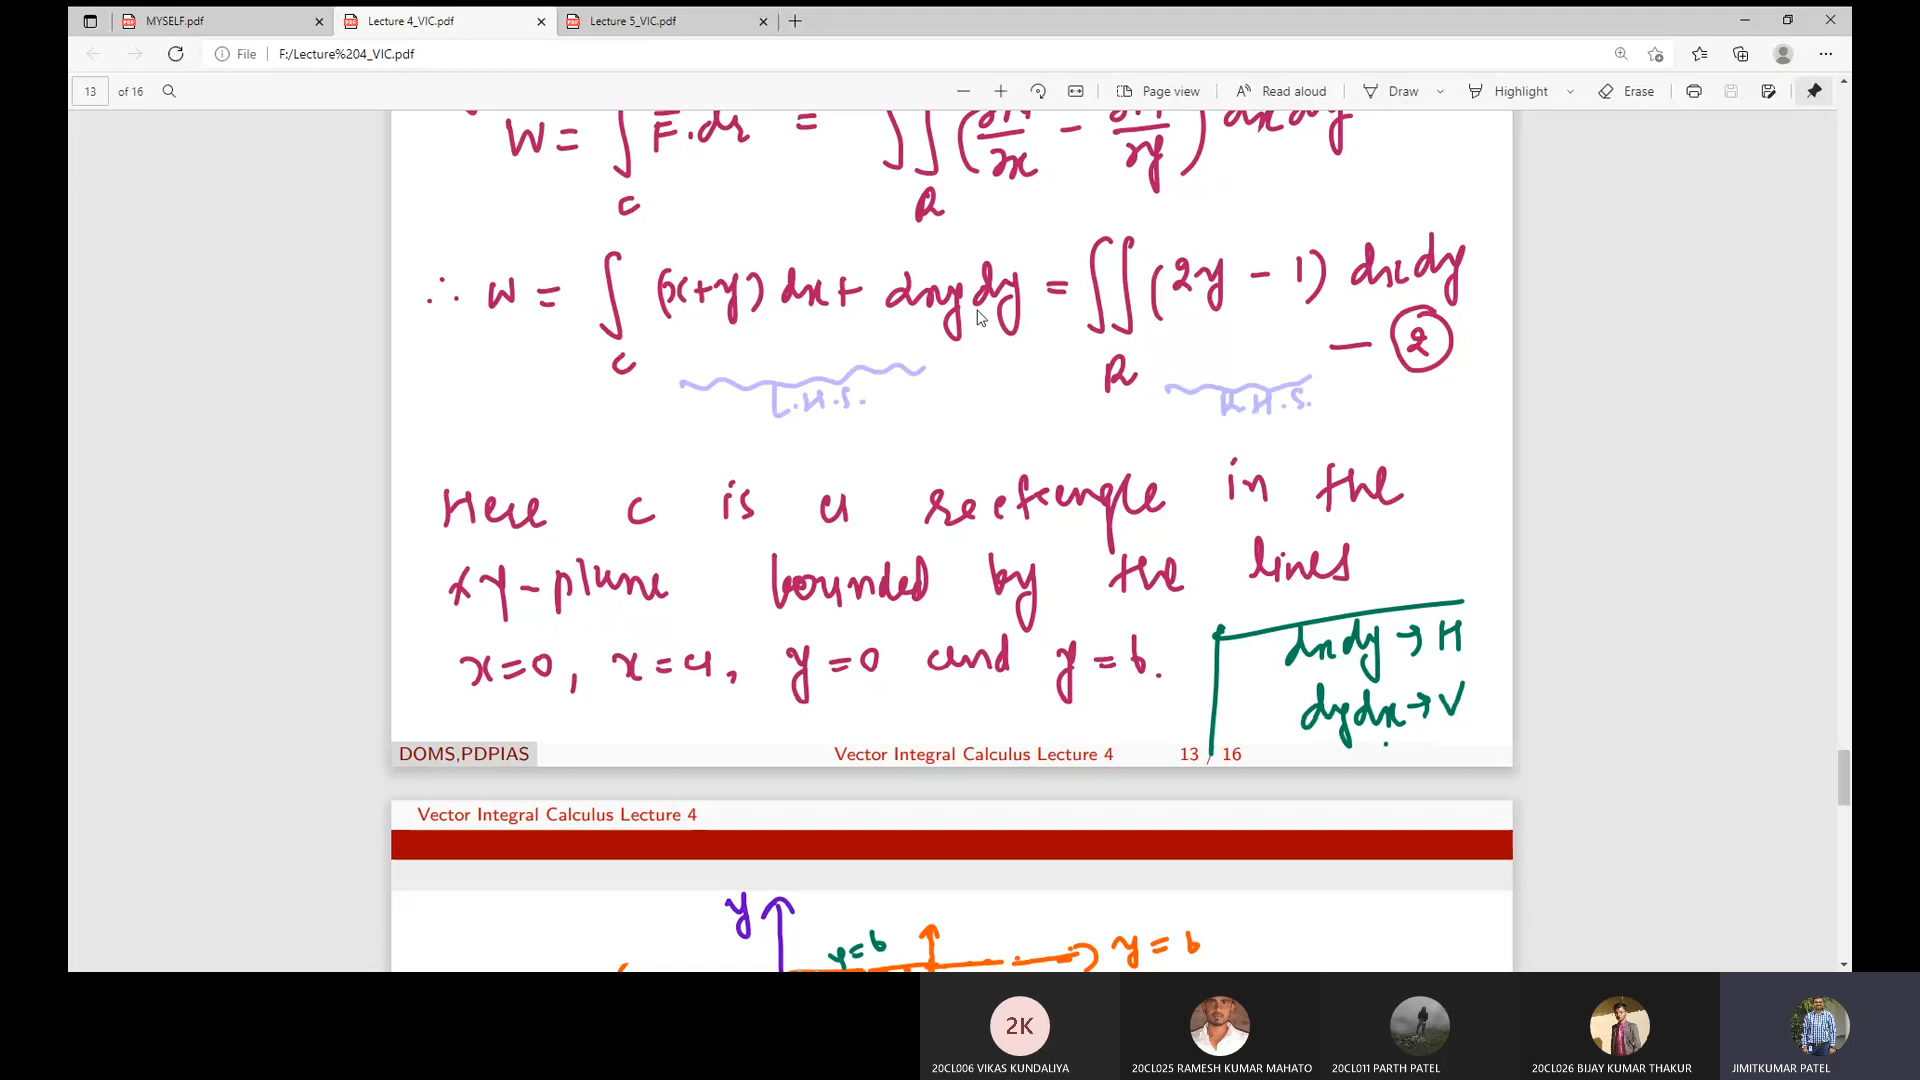 MYSELF.pdf
Lecture 4_VIC.pdf
Lecture 5_VIC.pdf
File F:/Lecture%204_VIC.pdf
13 of 16
Page view
Read aloud
Draw
Highlight
Erase
W = ∫ F̅.dr = ∬ (∂N/∂x − ∂M/∂y) dxdy
C R
∴ W = ∫ (x+y) dx + 2xy dy = ∬ (2y − 1) dxdy
C R — ②
L.H.S. R.H.S.
Here C is a rectangle in the
XY-plane bounded by the lines
x=0, x=a, y=0 and y=b.
dxdy → H
dydx → V
DOMS,PDPIAS Vector Integral Calculus Lecture 4 13 / 16
Vector Integral Calculus Lecture 4
y
y=b y = b
2K
20CL006 VIKAS KUNDALIYA
20CL025 RAMESH KUMAR MAHATO
20CL011 PARTH PATEL
20CL026 BIJAY KUMAR THAKUR
JIMITKUMAR PATEL